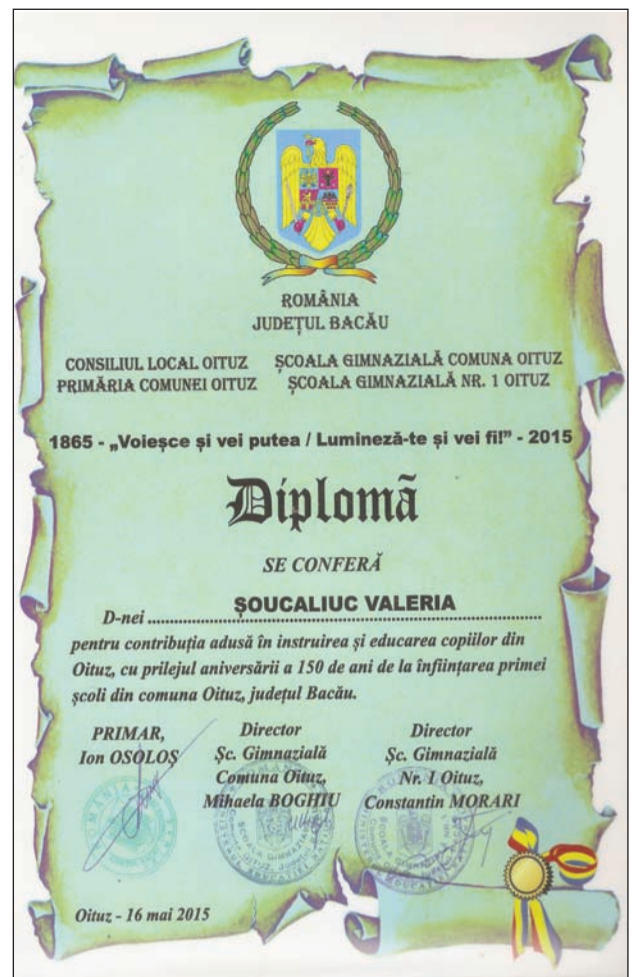 ROMÂNIA
JUDEȚUL BACĂU
CONSILIUL LOCAL OITUZ ȘCOALA GIMNAZIALĂ COMUNA OITUZ
PRIMĂRIA COMUNEI OITUZ ȘCOALA GIMNAZIALĂ NR. 1 OITUZ
1865 - „Voiesce și vei putea / Lumineză-te și vei fi!” - 2015
Diplomă
SE CONFERĂ
D-nei ........ ȘOUCALIUC VALERIA ........
pentru contribuția adusă în instruirea și educarea copiilor din
Oituz, cu prilejul aniversării a 150 de ani de la înființarea primei
școli din comuna Oituz, județul Bacău.
PRIMAR,
Ion OSOLOȘ
Director
Șc. Gimnazială
Comuna Oituz,
Mihaela BOGHIU
Director
Șc. Gimnazială
Nr. 1 Oituz,
Constantin MORARI
Oituz - 16 mai 2015